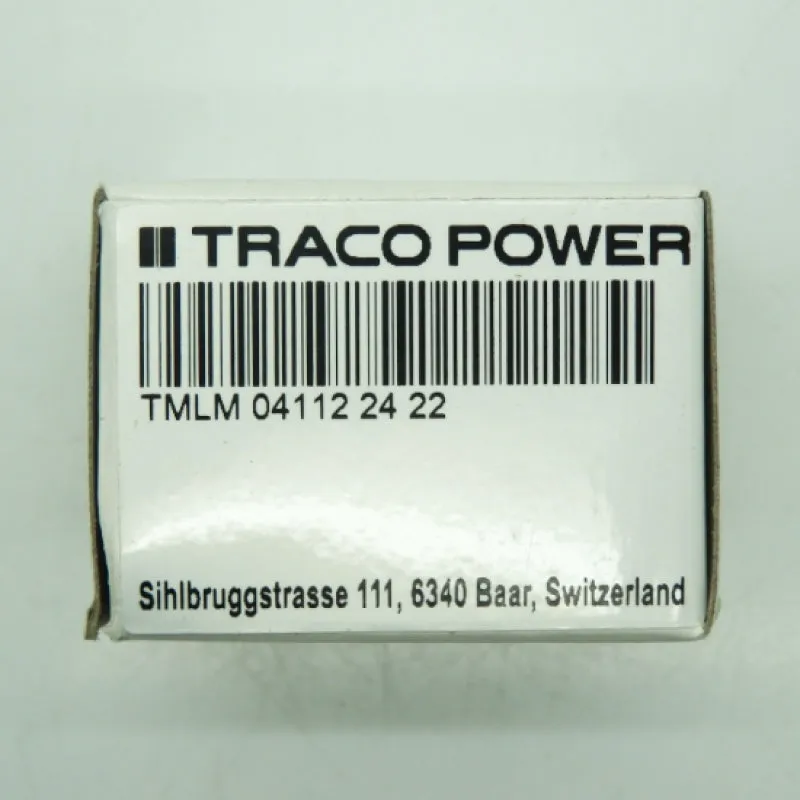 TRACO POWER
TMLM 04112 24 22
Sihlbruggstrasse 111, 6340 Baar, Switzerland